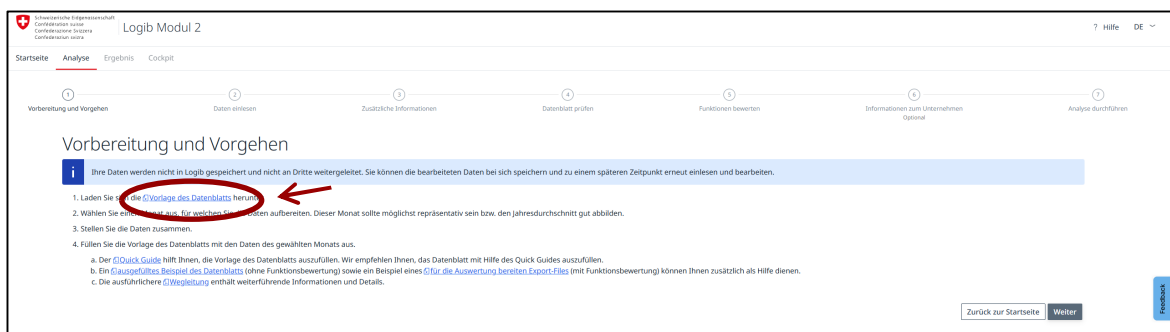 Schweizerische Eidgenossenschaft
Confédération suisse
Confederazione Svizzera
Confederaziun svizra
Logib Modul 2
? Hilfe DE
Startseite Analyse Ergebnis Cockpit
1 2 3 4 5 6 7
Vorbereitung und Vorgehen Daten einlesen Zusätzliche Informationen Datenblatt prüfen Funktionen bewerten Informationen zum Unternehmen Analyse durchführen
Optional
Vorbereitung und Vorgehen
i Ihre Daten werden nicht in Logib gespeichert und nicht an Dritte weitergeleitet. Sie können die bearbeiteten Daten bei sich speichern und zu einem späteren Zeitpunkt erneut einlesen und bearbeiten.
1. Laden Sie die Vorlage des Datenblatts
2. Wählen Sie aus, für welchen Daten aufbereiten. Dieser Monat sollte möglichst repräsentativ sein bzw. den Jahresdurchschnitt gut abbilden.
3. Stellen Sie die Daten zusammen.
4. Füllen Sie die Vorlage des Datenblatts mit den Daten des gewählten Monats aus.
a. Der Quick Guide hilft Ihnen, die Vorlage des Datenblatts auszufüllen. Wir empfehlen Ihnen, das Datenblatt mit Hilfe des Quick Guides auszufüllen.
b. Ein ausgefülltes Beispiel des Datenblatts (ohne Funktionsbewertung) sowie ein Beispiel eines für die Auswertung bereiten Export-Files (mit Funktionsbewertung) können Ihnen zusätzlich als Hilfe dienen.
c. Die ausführlichere Wegleitung enthält weiterführende Informationen und Details.
Zurück zur Startseite Weiter
Feedback